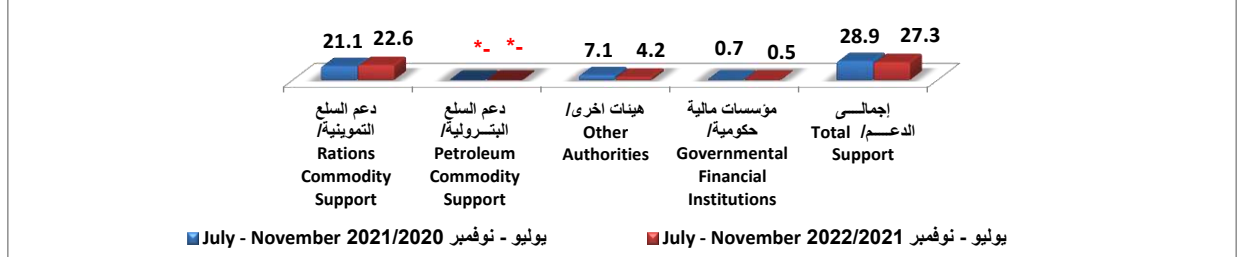 21.1 22.6 *- *- 7.1 4.2 0.7 0.5 28.9 27.3
دعم السلع
التموينية/
Rations
Commodity
Support
دعم السلع
البتـــرولية/
Petroleum
Commodity
Support
هيئات اخرى/
Other
Authorities
مؤسسات مالية
حكومية/
Governmental
Financial
Institutions
إجمالـــــى
الدعـــــم/ Total
Support
July - November 2021/2020 يوليو - نوفمبر
July - November 2022/2021 يوليو - نوفمبر